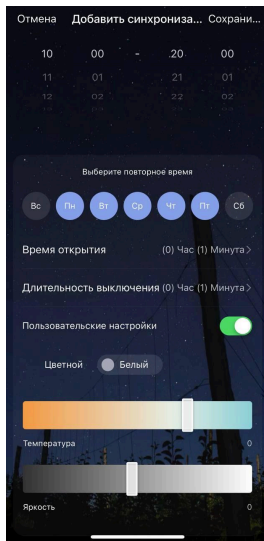 Отмена Добавить синхрониза... Сохрани...
10 00 - 20 00
11 01 21 01
12 02 22 02
Выберите повторное время
Вс Пн Вт Ср Чт Пт Сб
Время открытия (0) Час (1) Минута
Длительность выключения (0) Час (1) Минута
Пользовательские настройки
Цветной Белый
Температура 0
Яркость 0